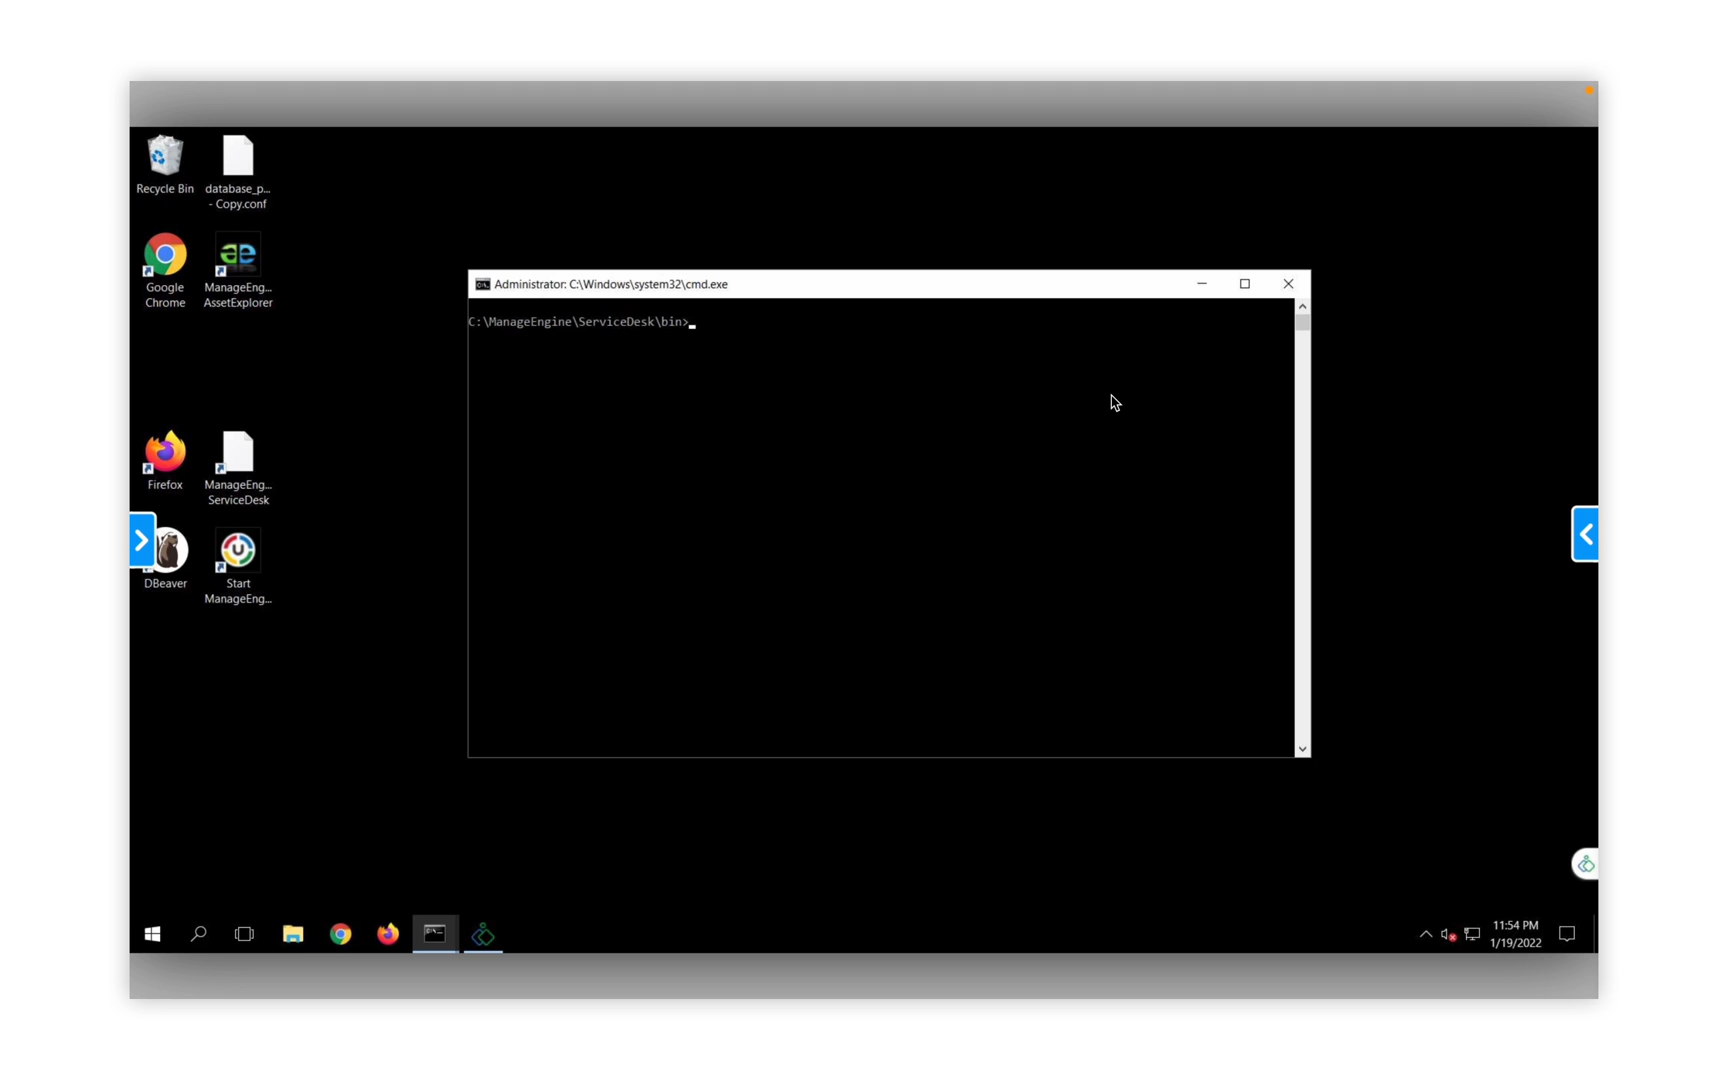 Recycle Bin
database_p...
- Copy.conf
Google
Chrome
ae
ManageEng...
AssetExplorer
Administrator: C:\Windows\system32\cmd.exe
C:\ManageEngine\ServiceDesk\bin>
Firefox
ManageEng...
ServiceDesk
DBeaver
Start
ManageEng...
11:54 PM
1/19/2022